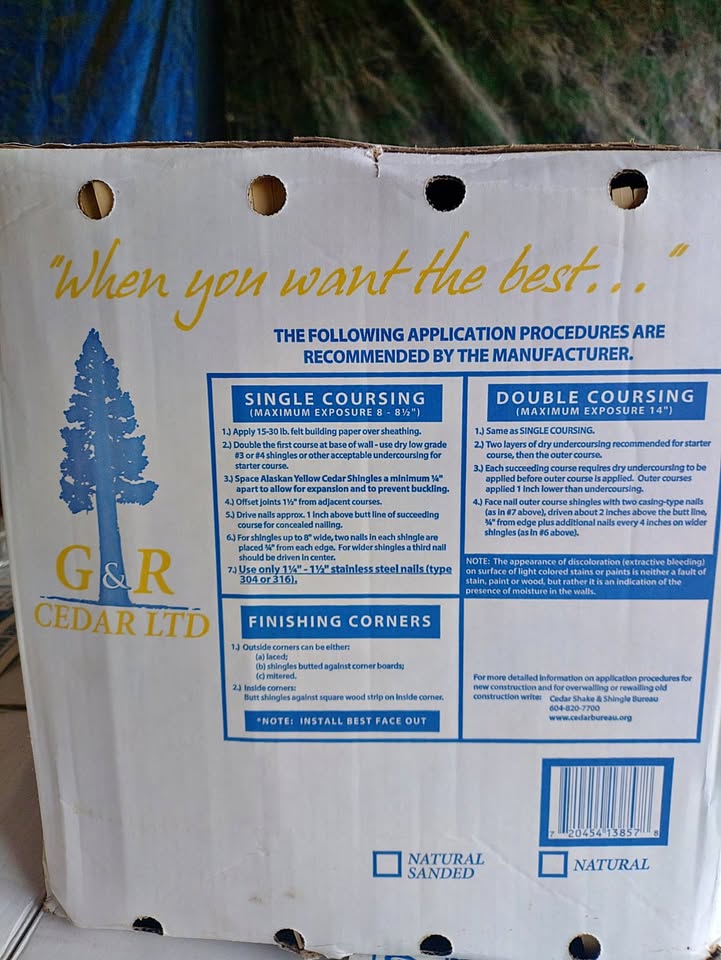 "When you want the best..."
THE FOLLOWING APPLICATION PROCEDURES ARE
RECOMMENDED BY THE MANUFACTURER.
SINGLE COURSING
(MAXIMUM EXPOSURE 8 - 8½")
1.) Apply 15-30 lb. felt building paper over sheathing.
2.) Double the first course at base of wall - use dry low grade
#3 or #4 shingles or other acceptable undercoursing for
starter course.
3.) Space Alaskan Yellow Cedar Shingles a minimum ¼"
apart to allow for expansion and to prevent buckling.
4.) Offset joints 1½" from adjacent courses.
5.) Drive nails approx. 1 inch above butt line of succeeding
course for concealed nailing.
6.) For shingles up to 8" wide, two nails in each shingle are
placed ¾" from each edge. For wider shingles a third nail
should be driven in center.
7.) Use only 1¼" - 1½" stainless steel nails (type
304 or 316).
DOUBLE COURSING
(MAXIMUM EXPOSURE 14")
1.) Same as SINGLE COURSING.
2.) Two layers of dry undercoursing recommended for starter
course, then the outer course.
3.) Each succeeding course requires dry undercoursing to be
applied before outer course is applied. Outer courses
applied 1 inch lower than undercoursing.
4.) Face nail outer course shingles with two casing-type nails
(as in #7 above), driven about 2 inches above the butt line,
¾" from edge plus additional nails every 4 inches on wider
shingles (as in #6 above).
NOTE: The appearance of discoloration (extractive bleeding)
on surface of light colored stains or paints is neither a fault of
stain, paint or wood, but rather it is an indication of the
presence of moisture in the walls.
G&R
CEDAR LTD
FINISHING CORNERS
1.) Outside corners can be either:
(a) laced;
(b) shingles butted against corner boards;
(c) mitered.
2.) Inside corners:
Butt shingles against square wood strip on inside corner.
*NOTE: INSTALL BEST FACE OUT
For more detailed information on application procedures for
new construction and for overwalling or rewalling old
construction write: Cedar Shake & Shingle Bureau
604-820-7700
www.cedarbureau.org
7 20454 13857 8
NATURAL
SANDED
NATURAL